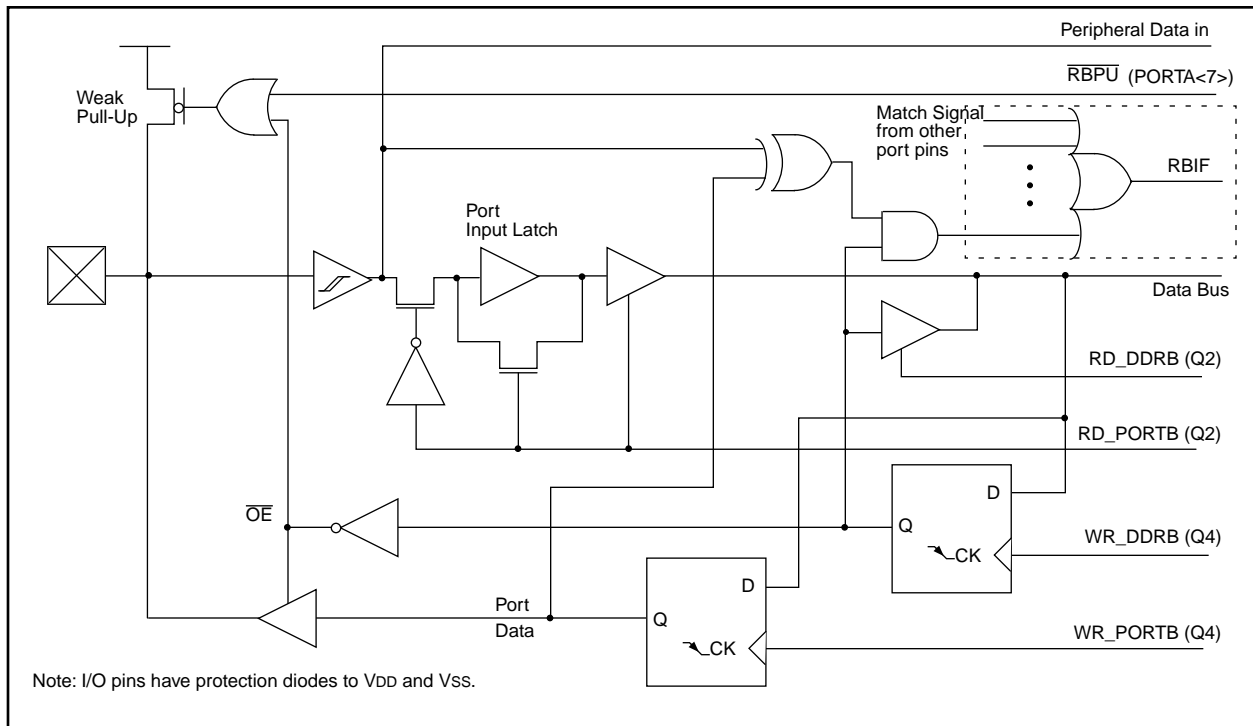 Peripheral Data in
RBPU (PORTA<7>)
Weak
Pull-Up
Match Signal
from other
port pins
RBIF
Port
Input Latch
Data Bus
RD_DDRB (Q2)
RD_PORTB (Q2)
OE
D
Q
CK
WR_DDRB (Q4)
Port
Data
D
Q
CK
WR_PORTB (Q4)
Note: I/O pins have protection diodes to VDD and VSS.